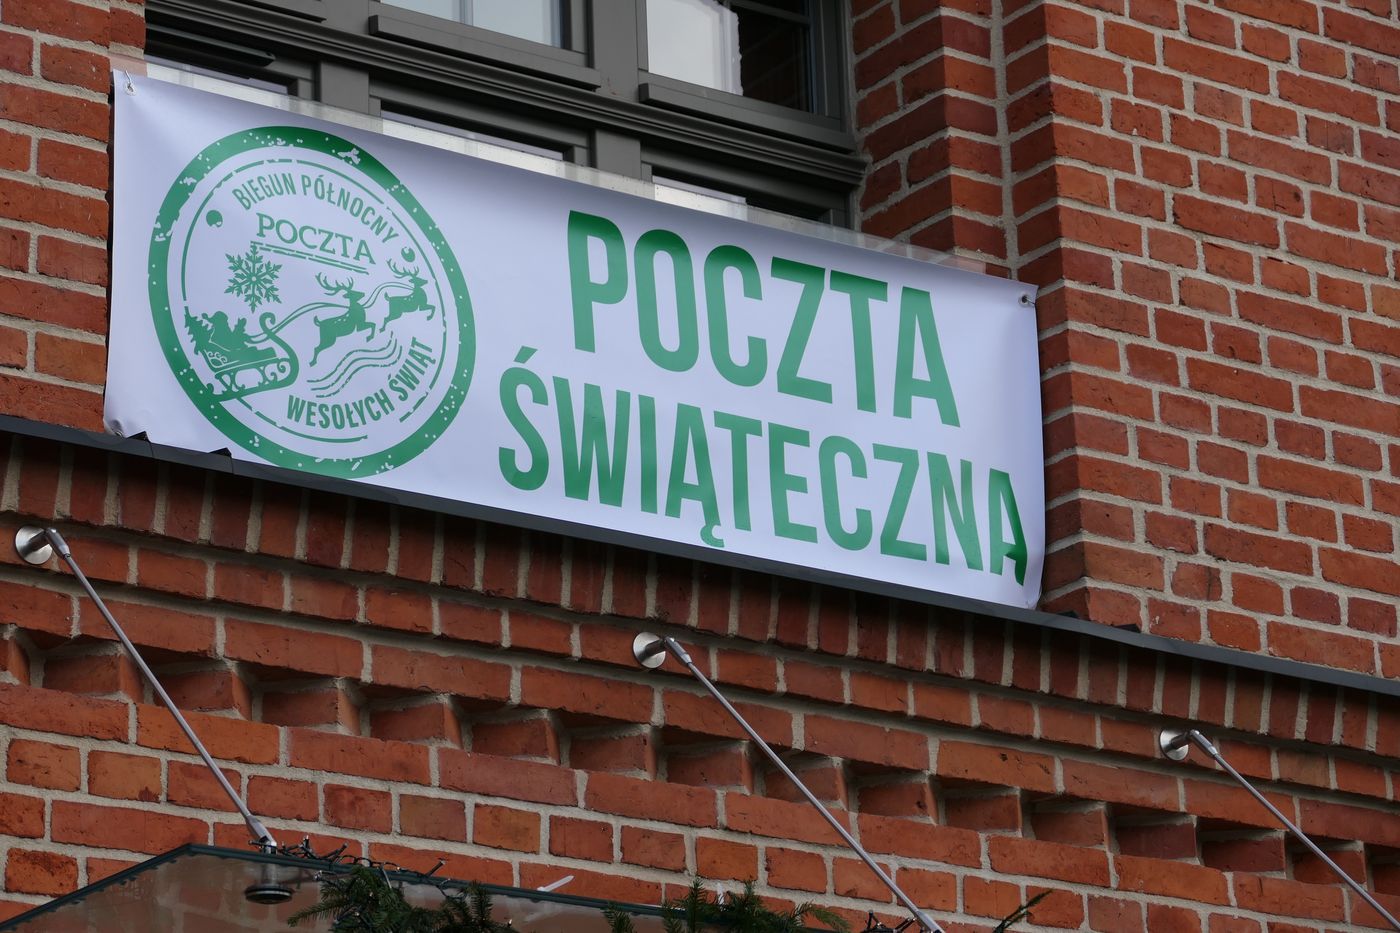 BIEGUN PÓŁNOCNY
POCZTA
WESOŁYCH ŚWIĄT
POCZTA
ŚWIĄTECZNA